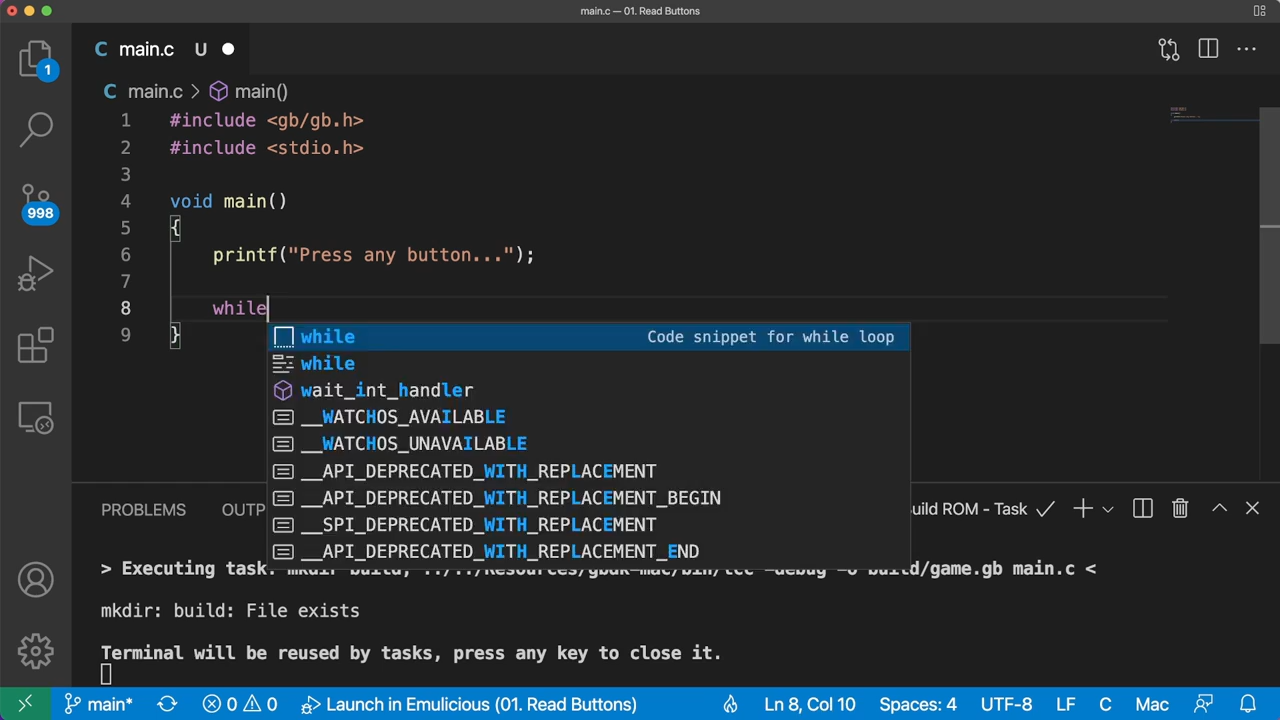 main.c — 01. Read Buttons
C main.c U
C main.c > main()
1 #include <gb/gb.h>
2 #include <stdio.h>
3
4 void main()
5 {
6 printf("Press any button...");
7
8 while
9 }
while Code snippet for while loop
while
wait_int_handler
__WATCHOS_AVAILABLE
__WATCHOS_UNAVAILABLE
__API_DEPRECATED_WITH_REPLACEMENT
__API_DEPRECATED_WITH_REPLACEMENT_BEGIN
__SPI_DEPRECATED_WITH_REPLACEMENT
__API_DEPRECATED_WITH_REPLACEMENT_END
1
998
PROBLEMS OUTP uild ROM - Task
> Executing task: mkdir build; ../../Resources/gbdk-mac/bin/lcc -debug -o build/game.gb main.c <
mkdir: build: File exists
Terminal will be reused by tasks, press any key to close it.
main* 0 0 Launch in Emulicious (01. Read Buttons) Ln 8, Col 10 Spaces: 4 UTF-8 LF C Mac